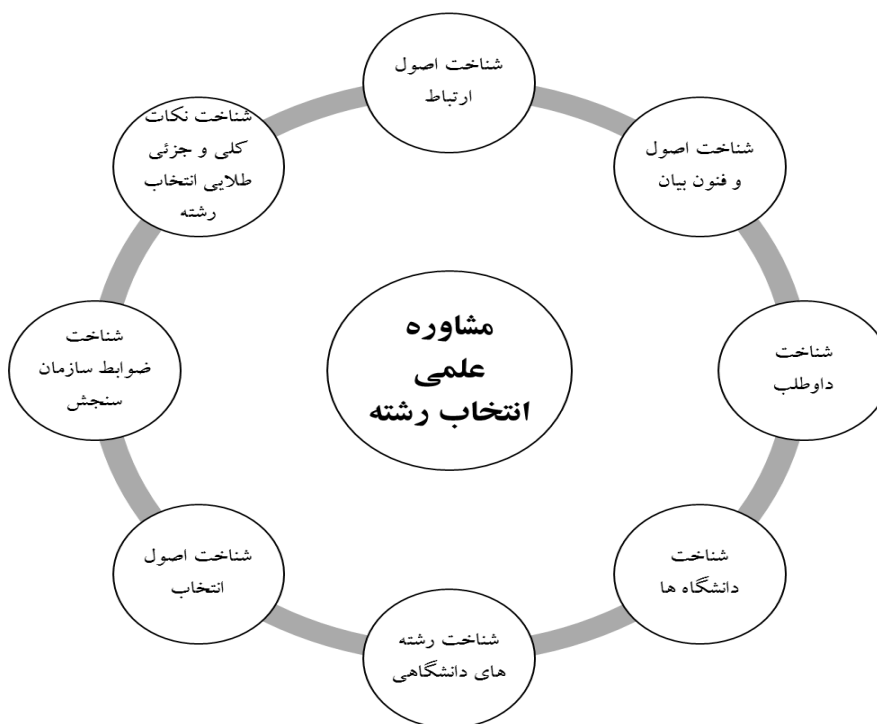 شناخت اصول
ارتباط
شناخت اصول
و فنون بیان
شناخت
داوطلب
شناخت
دانشگاه ها
شناخت رشته
های دانشگاهی
شناخت اصول
انتخاب
شناخت
ضوابط سازمان
سنجش
شناخت نکات
کلی و جزئی
طلایی انتخاب
رشته
مشاوره
علمی
انتخاب رشته